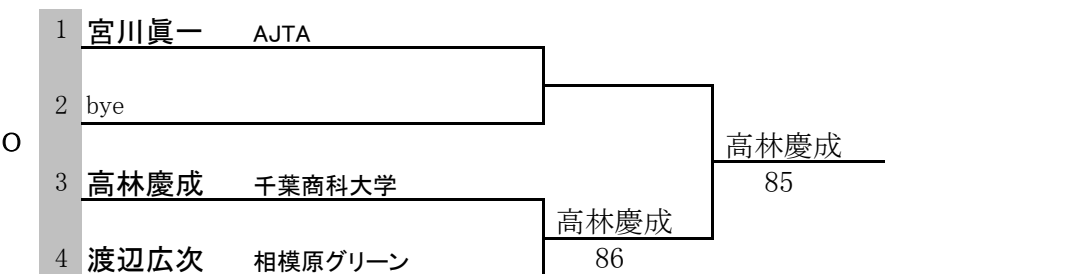 1 宮川眞一 AJTA
2 bye
O
高林慶成
3 高林慶成 千葉商科大学
85
高林慶成
4 渡辺広次 相模原グリーン
86